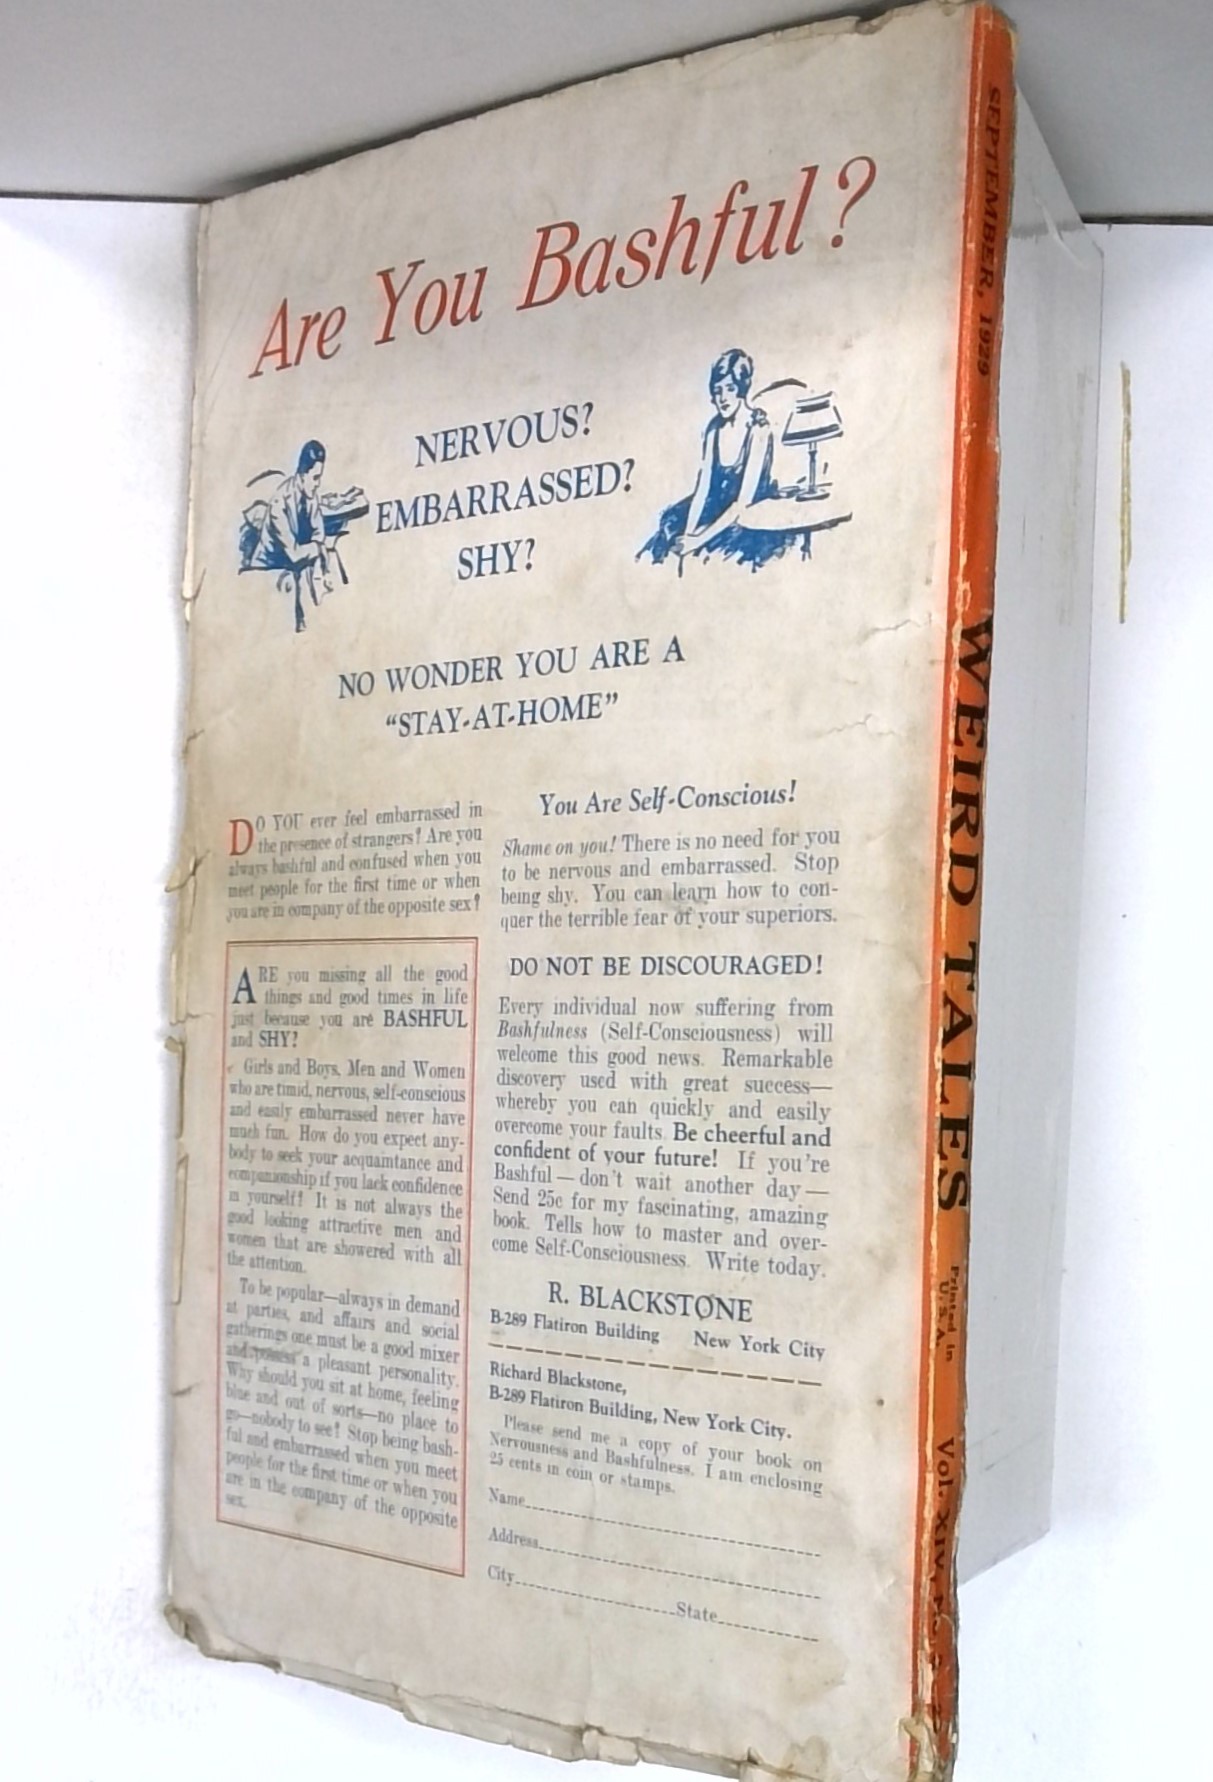 Are You Bashful?
NERVOUS?
EMBARRASSED?
SHY?
NO WONDER YOU ARE A
“STAY-AT-HOME”
DO YOU ever feel embarrassed in
the presence of strangers? Are you
always bashful and confused when you
meet people for the first time or when
you are in company of the opposite sex?
ARE you missing all the good
things and good times in life
just because you are BASHFUL
and SHY?
Girls and Boys, Men and Women
who are timid, nervous, self-conscious
and easily embarrassed never have
much fun. How do you expect any-
body to seek your acquaintance and
companionship if you lack confidence
in yourself? It is not always the
good looking attractive men and
women that are showered with all
the attention.
To be popular—always in demand
at parties, and affairs and social
gatherings one must be a good mixer
and possess a pleasant personality.
Why should you sit at home, feeling
blue and out of sorts—no place to
go—nobody to see? Stop being bash-
ful and embarrassed when you meet
people for the first time or when you
are in the company of the opposite
sex.
You Are Self-Conscious!
Shame on you! There is no need for you
to be nervous and embarrassed. Stop
being shy. You can learn how to con-
quer the terrible fear of your superiors.
DO NOT BE DISCOURAGED!
Every individual now suffering from
Bashfulness (Self-Consciousness) will
welcome this good news. Remarkable
discovery used with great success—
whereby you can quickly and easily
overcome your faults. Be cheerful and
confident of your future! If you're
Bashful—don't wait another day—
Send 25c for my fascinating, amazing
book. Tells how to master and over-
come Self-Consciousness. Write today.
R. BLACKSTONE
B-289 Flatiron Building New York City
Richard Blackstone,
B-289 Flatiron Building, New York City.
Please send me a copy of your book on
Nervousness and Bashfulness. I am enclosing
25 cents in coin or stamps.
Name
Address
City State
SEPTEMBER, 1929
WEIRD TALES
Printed in
U.S.A.
Vol. XIV, No.